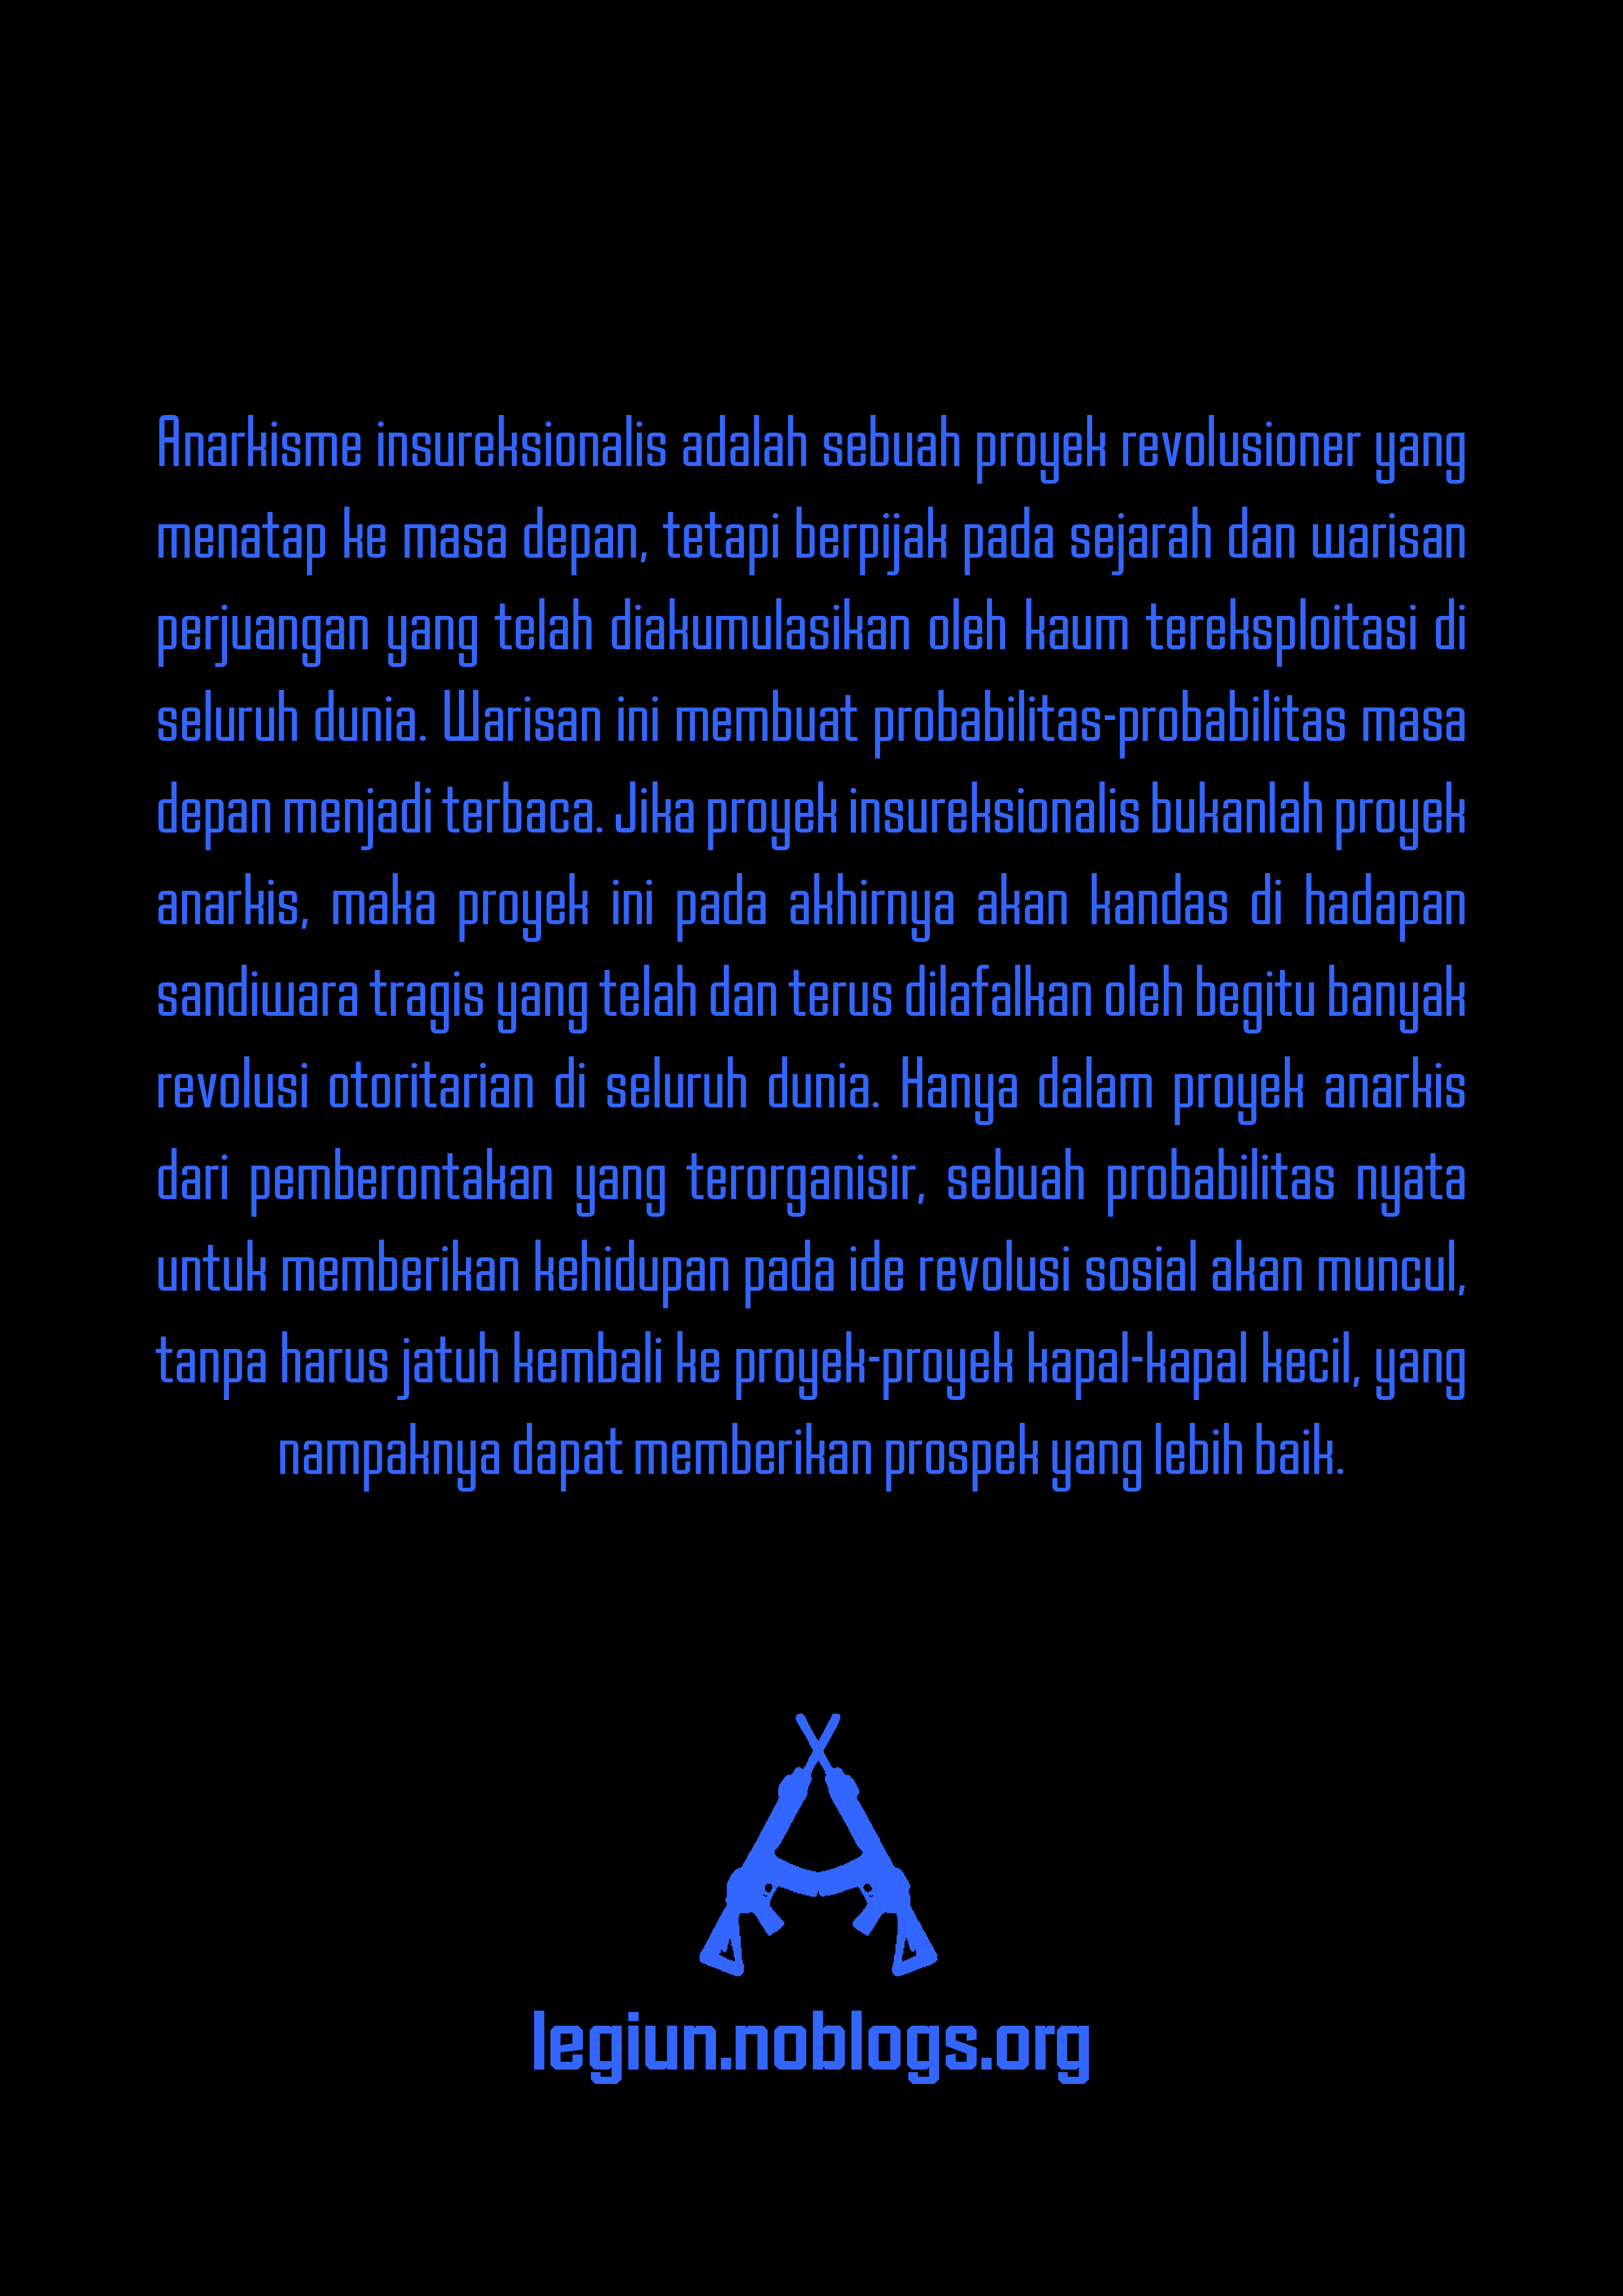 Anarkisme insureksionalis adalah sebuah proyek revolusioner yang
menatap ke masa depan, tetapi berpijak pada sejarah dan warisan
perjuangan yang telah diakumulasikan oleh kaum tereksploitasi di
seluruh dunia. Warisan ini membuat probabilitas-probabilitas masa
depan menjadi terbaca. Jika proyek insureksionalis bukanlah proyek
anarkis, maka proyek ini pada akhirnya akan kandas di hadapan
sandiwara tragis yang telah dan terus dilafalkan oleh begitu banyak
revolusi otoritarian di seluruh dunia. Hanya dalam proyek anarkis
dari pemberontakan yang terorganisir, sebuah probabilitas nyata
untuk memberikan kehidupan pada ide revolusi sosial akan muncul,
tanpa harus jatuh kembali ke proyek-proyek kapal-kapal kecil, yang
nampaknya dapat memberikan prospek yang lebih baik.
legiun.noblogs.org